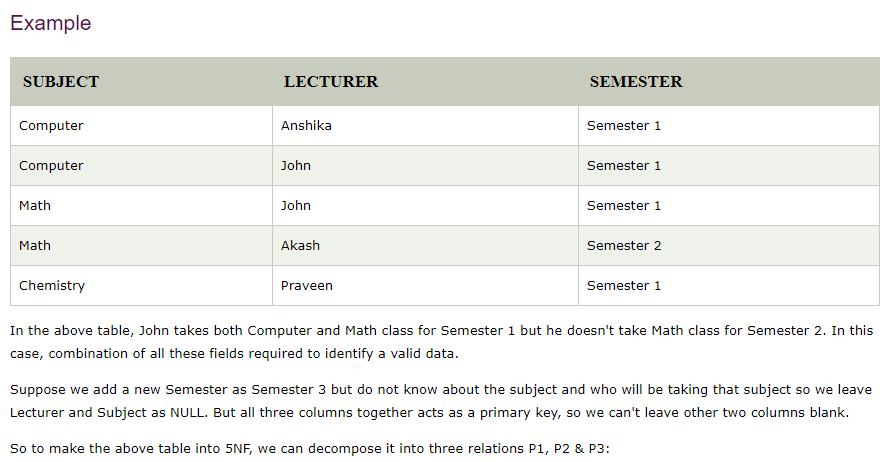 Example
SUBJECT LECTURER SEMESTER
Computer Anshika Semester 1
Computer John Semester 1
Math John Semester 1
Math Akash Semester 2
Chemistry Praveen Semester 1
In the above table, John takes both Computer and Math class for Semester 1 but he doesn't take Math class for Semester 2. In this
case, combination of all these fields required to identify a valid data.
Suppose we add a new Semester as Semester 3 but do not know about the subject and who will be taking that subject so we leave
Lecturer and Subject as NULL. But all three columns together acts as a primary key, so we can't leave other two columns blank.
So to make the above table into 5NF, we can decompose it into three relations P1, P2 & P3: